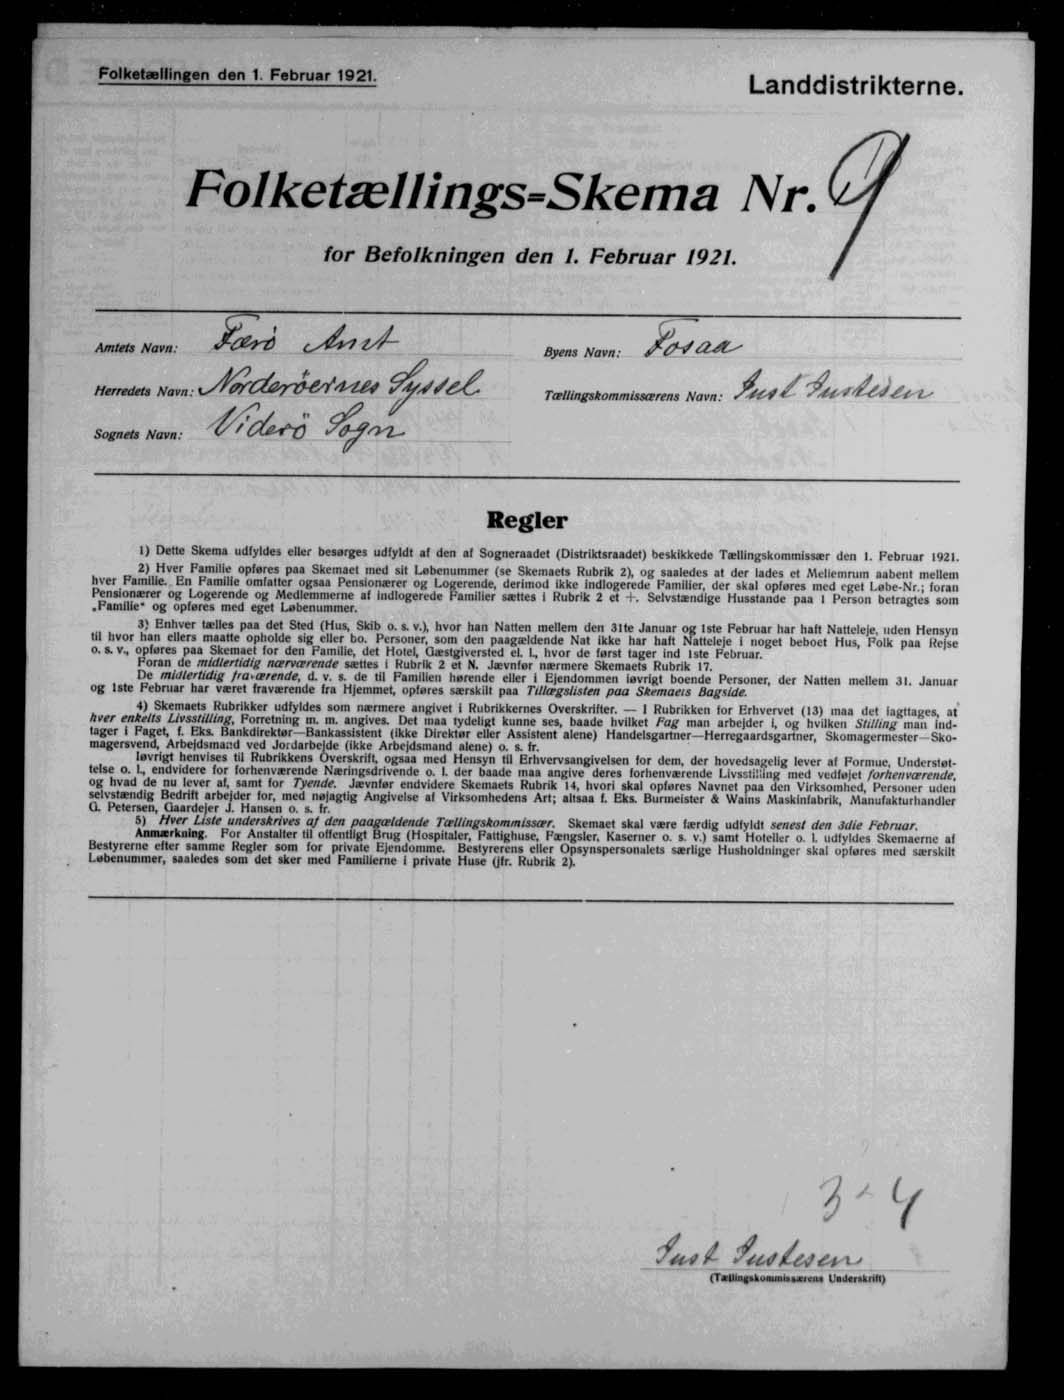 Folketællingen den 1. Februar 1921.
Landdistrikterne.
Folketællings=Skema Nr. 9
for Befolkningen den 1. Februar 1921.
Amtets Navn: Færö Amt
Byens Navn: Fosaa
Herredets Navn: Norderöernes Syssel
Tællingskommissærens Navn: Just Justesen
Sognets Navn: Viderö Sogn
Regler
1) Dette Skema udfyldes eller besørges udfyldt af den af Sogneraadet (Distriktsraadet) beskikkede Tællingskommissær den 1. Februar 1921.
2) Hver Familie opføres paa Skemaet med sit Løbenummer (se Skemaets Rubrik 2), og saaledes at der lades et Mellemrum aabent mellem
hver Familie. En Familie omfatter ogsaa Pensionærer og Logerende, derimod ikke indlogerede Familier, der skal opføres med eget Løbe-Nr.; foran
Pensionærer og Logerende og Medlemmerne af indlogerede Familier sættes i Rubrik 2 et +. Selvstændige Husstande paa 1 Person betragtes som
„Familie“ og opføres med eget Løbenummer.
3) Enhver tælles paa det Sted (Hus, Skib o. s. v.), hvor han Natten mellem den 31te Januar og 1ste Februar har haft Natteleje, uden Hensyn
til hvor han ellers maatte opholde sig eller bo. Personer, som den paagældende Nat ikke har haft Natteleje i noget beboet Hus, Folk paa Rejse
o. s. v., opføres paa Skemaet for den Familie, det Hotel, Gæstgiversted el. l., hvor de først tager ind 1ste Februar.
Foran de midlertidig nærværende sættes i Rubrik 2 et N. Jævnfør nærmere Skemaets Rubrik 17.
De midlertidig fraværende, d. v. s. de til Familien hørende eller i Ejendommen iøvrigt boende Personer, der Natten mellem 31. Januar
og 1ste Februar har været fraværende fra Hjemmet, opføres særskilt paa Tillægslisten paa Skemaets Bagside.
4) Skemaets Rubrikker udfyldes som nærmere angivet i Rubrikkernes Overskrifter. — I Rubrikken for Erhvervet (13) maa det iagttages, at
hver enkelts Livsstilling, Forretning m. m. angives. Det maa tydeligt kunne ses, baade hvilket Fag man arbejder i, og hvilken Stilling man ind-
tager i Faget, f. Eks. Bankdirektør—Bankassistent (ikke Direktør eller Assistent alene) Handelsgartner—Herregaardsgartner, Skomagermester—Sko-
magersvend, Arbejdsmand ved Jordarbejde (ikke Arbejdsmand alene) o. s. fr.
Iøvrigt henvises til Rubrikkens Overskrift, ogsaa med Hensyn til Erhvervsangivelsen for dem, der hovedsagelig lever af Formue, Understøt-
telse o. l., endvidere for forhenværende Næringsdrivende o. l. der baade maa angive deres forhenværende Livsstilling med vedføjet forhenværende,
og hvad de nu lever af, samt for Tyende. Jævnfør endvidere Skemaets Rubrik 14, hvori skal opføres Navnet paa den Virksomhed, Personer uden
selvstændig Bedrift arbejder for, med nøjagtig Angivelse af Virksomhedens Art; altsaa f. Eks. Burmeister & Wains Maskinfabrik, Manufakturhandler
G. Petersen, Gaardejer J. Hansen o. s. fr.
5) Hver Liste underskrives af den paagældende Tællingskommissær. Skemaet skal være færdig udfyldt senest den 3die Februar.
Anmærkning. For Anstalter til offentligt Brug (Hospitaler, Fattighuse, Fængsler, Kaserner o. s. v.) samt Hoteller o. l. udfyldes Skemaerne af
Bestyrerne efter samme Regler som for private Ejendomme. Bestyrerens eller Opsynspersonalets særlige Husholdninger skal opføres med særskilt
Løbenummer, saaledes som det sker med Familierne i private Huse (jfr. Rubrik 2).
3 - 4
Just Justesen
(Tællingskommissærens Underskrift)